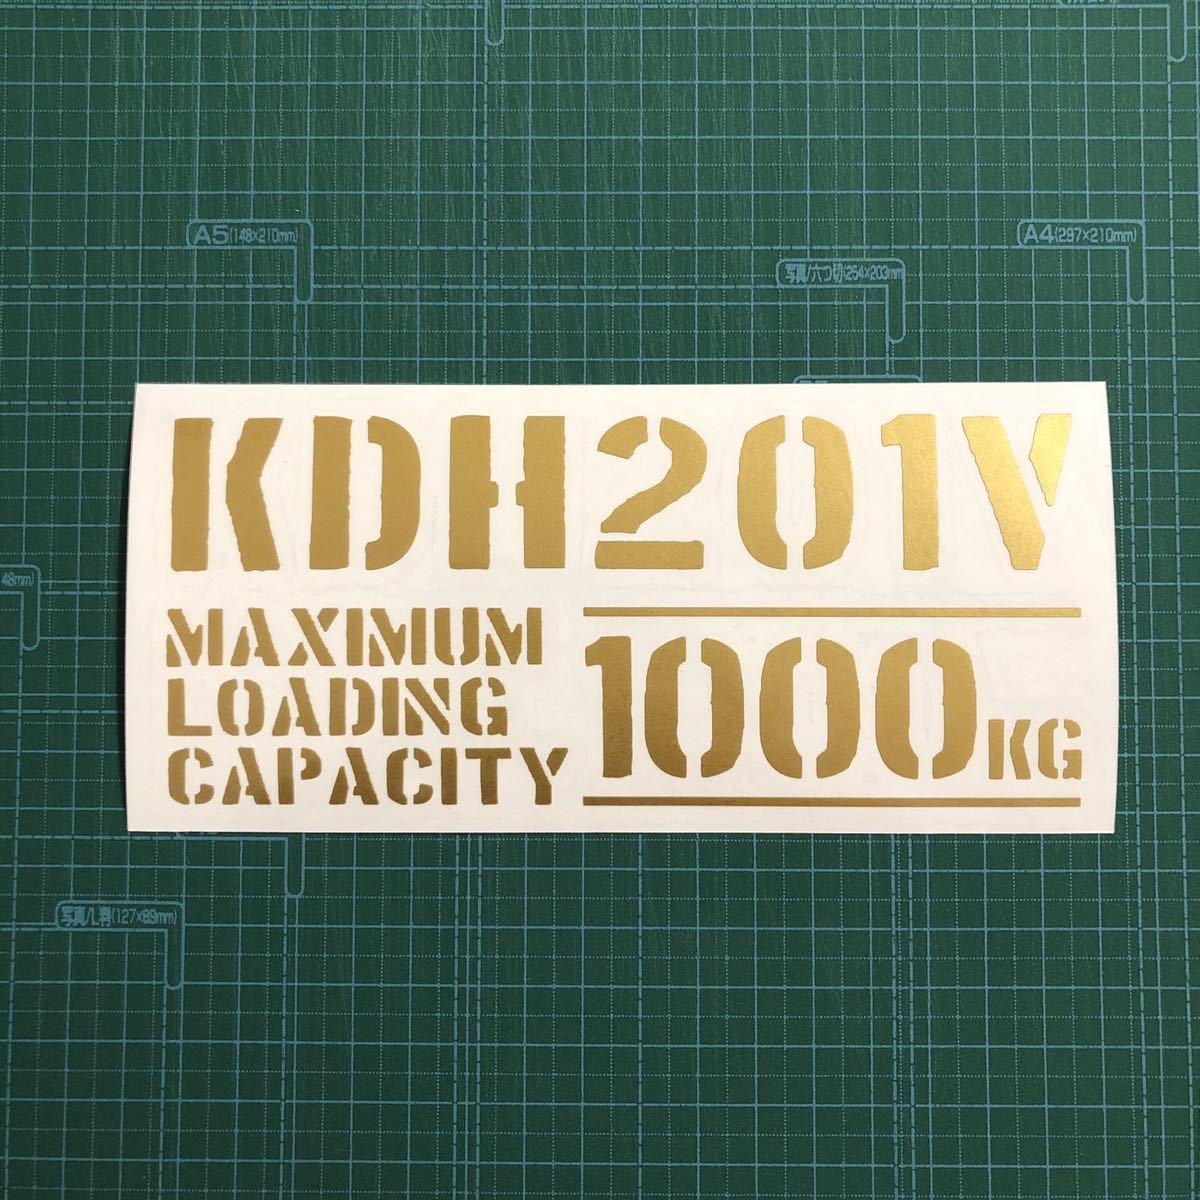 A5(148×210mm)
A4(297×210mm)
写真/六つ切(254×203mm
KDH201V
48mm)
MAXIMUM
LOADING
CAPACITY
1000KG
写真/L判(127×89mm)